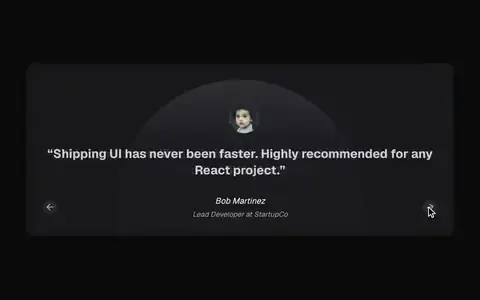 “Shipping UI has never been faster. Highly recommended for any
React project.”
Bob Martinez
Lead Developer at StartupCo